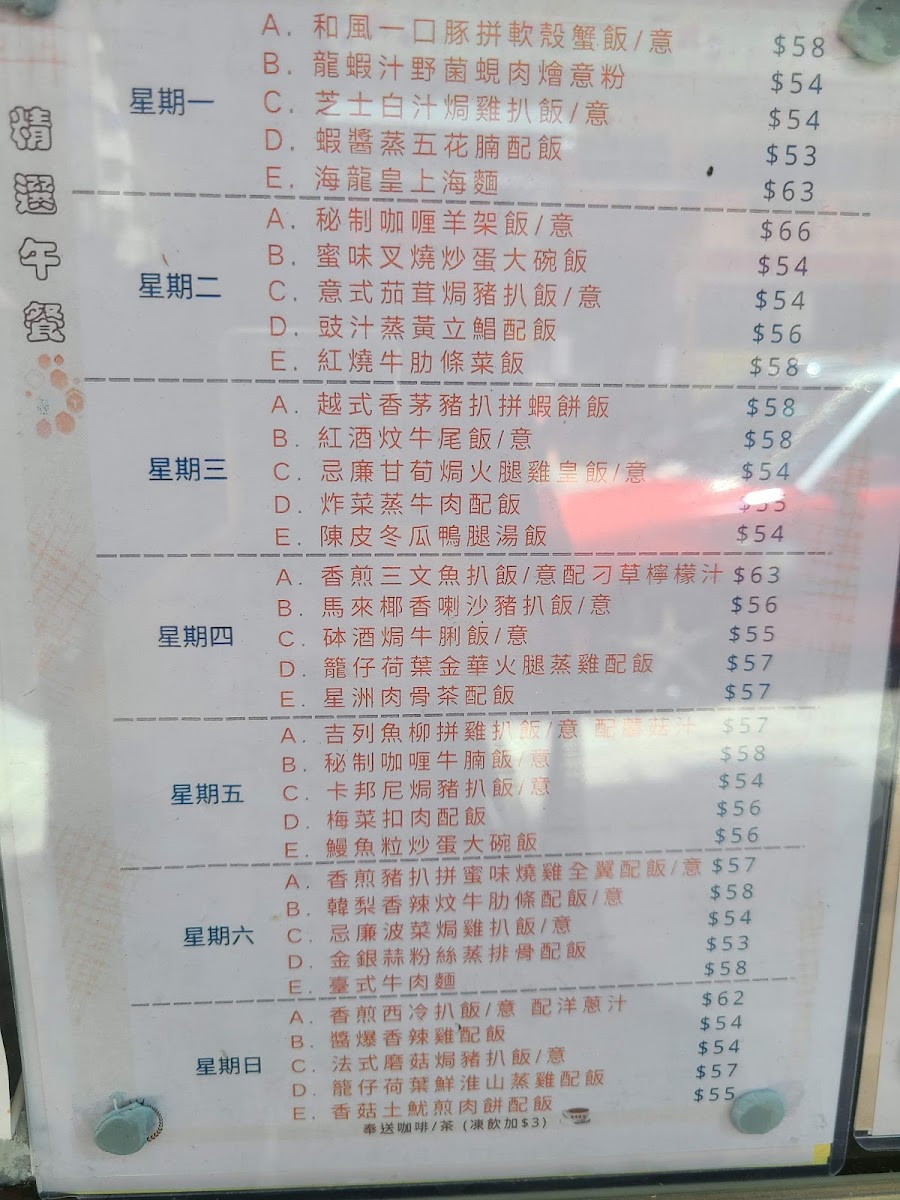 精選午餐
星期一
A. 和風一口豚拼軟殼蟹飯/意 $58
B. 龍蝦汁野菌蜆肉燴意粉 $54
C. 芝士白汁焗雞扒飯/意 $54
D. 蝦醬蒸五花腩配飯 $53
E. 海龍皇上海麵 $63
星期二
A. 秘制咖喱羊架飯/意 $66
B. 蜜味叉燒炒蛋大碗飯 $54
C. 意式茄茸焗豬扒飯/意 $54
D. 豉汁蒸黃立鯧配飯 $56
E. 紅燒牛肋條菜飯 $58
星期三
A. 越式香茅豬扒拼蝦餅飯 $58
B. 紅酒炆牛尾飯/意 $58
C. 忌廉甘荀焗火腿雞皇飯/意 $54
D. 炸菜蒸牛肉配飯 $55
E. 陳皮冬瓜鴨腿湯飯 $54
星期四
A. 香煎三文魚扒飯/意配刁草檸檬汁 $63
B. 馬來椰香喇沙豬扒飯/意 $56
C. 砵酒焗牛脷飯/意 $55
D. 籠仔荷葉金華火腿蒸雞配飯 $57
E. 星洲肉骨茶配飯 $57
星期五
A. 吉列魚柳拼雞扒飯/意 配蘑菇汁 $57
B. 秘制咖喱牛腩飯/意 $58
C. 卡邦尼焗豬扒飯/意 $54
D. 梅菜扣肉配飯 $56
E. 鰻魚粒炒蛋大碗飯 $56
星期六
A. 香煎豬扒拼蜜味燒雞全翼配飯/意 $57
B. 韓梨香辣炆牛肋條配飯/意 $58
C. 忌廉波菜焗雞扒飯/意 $54
D. 金銀蒜粉絲蒸排骨配飯 $53
E. 臺式牛肉麵 $58
星期日
A. 香煎西冷扒飯/意 配洋蔥汁 $62
B. 醬爆香辣雞配飯 $54
C. 法式磨菇焗豬扒飯/意 $54
D. 籠仔荷葉鮮淮山蒸雞配飯 $57
E. 香菇土魷煎肉餅配飯 $55
奉送咖啡/茶 (凍飲加$3)